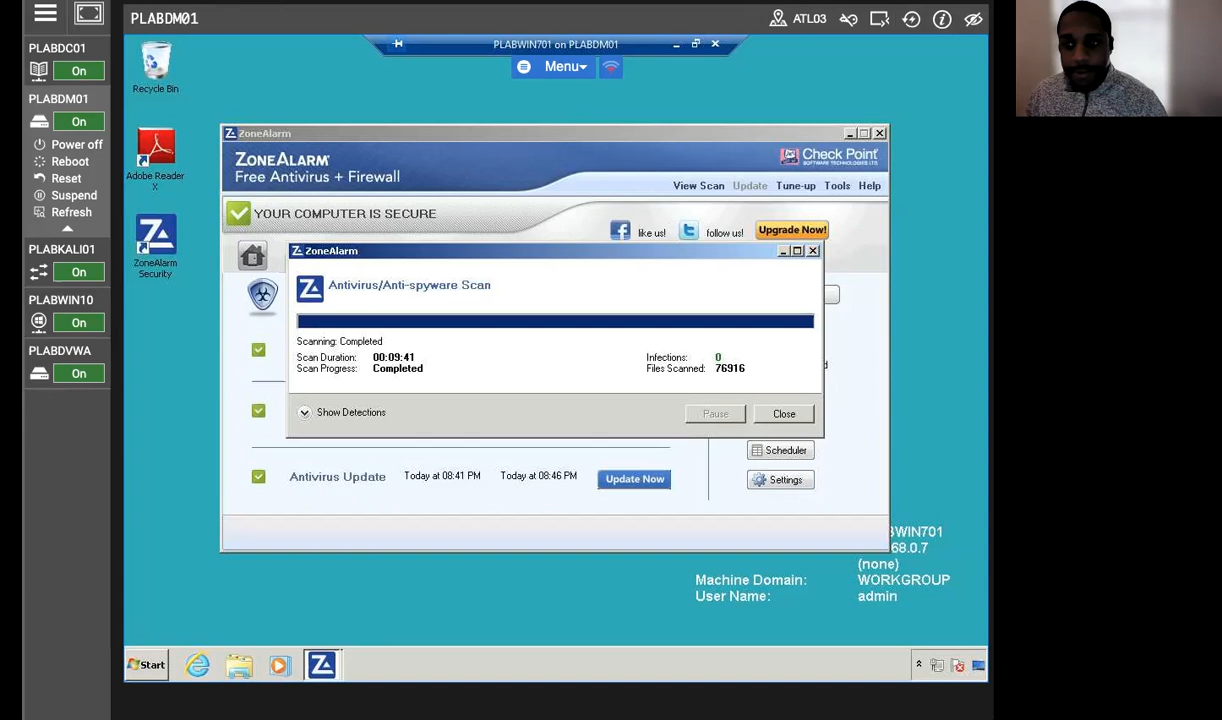 PLABDM01
ATL03
PLABDC01
On
PLABDM01
On
Power off
Reboot
Reset
Suspend
Refresh
PLABKALI01
On
PLABWIN10
On
PLABDVWA
On
PLABWIN701 on PLABDM01
Menu
Recycle Bin
Adobe Reader
X
ZoneAlarm
Security
ZoneAlarm
ZONEALARM
Free Antivirus + Firewall
Check Point
SOFTWARE TECHNOLOGIES LTD.
View Scan Update Tune-up Tools Help
YOUR COMPUTER IS SECURE
like us! follow us! Upgrade Now!
ZoneAlarm
Antivirus/Anti-spyware Scan
Scanning: Completed
Scan Duration: 00:09:41 Infections: 0
Scan Progress: Completed Files Scanned: 76916
Show Detections Pause Close
Scheduler
Antivirus Update Today at 08:41 PM Today at 08:46 PM Update Now
Settings
WIN701
68.0.7
(none)
Machine Domain: WORKGROUP
User Name: admin
Start